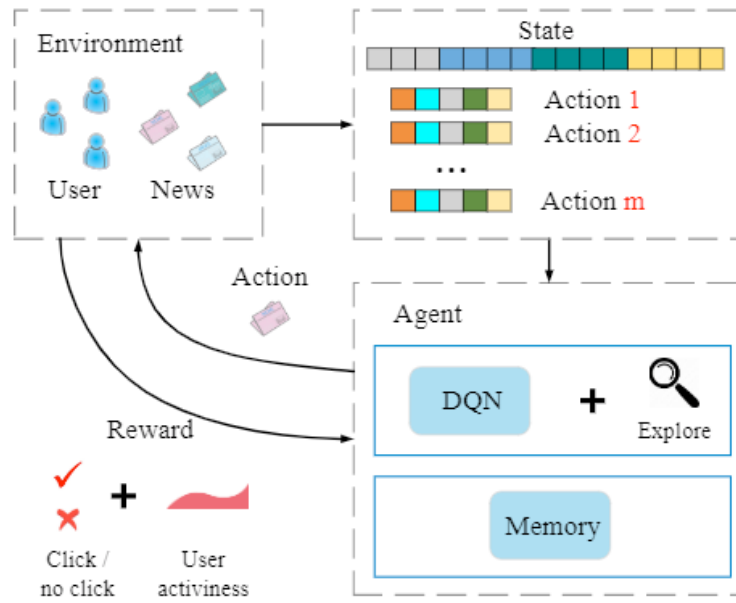 Environment
User
News
State
Action 1
Action 2
...
Action m
Action
Agent
DQN
+
Explore
Memory
Reward
+
Click /
no click
User
activiness